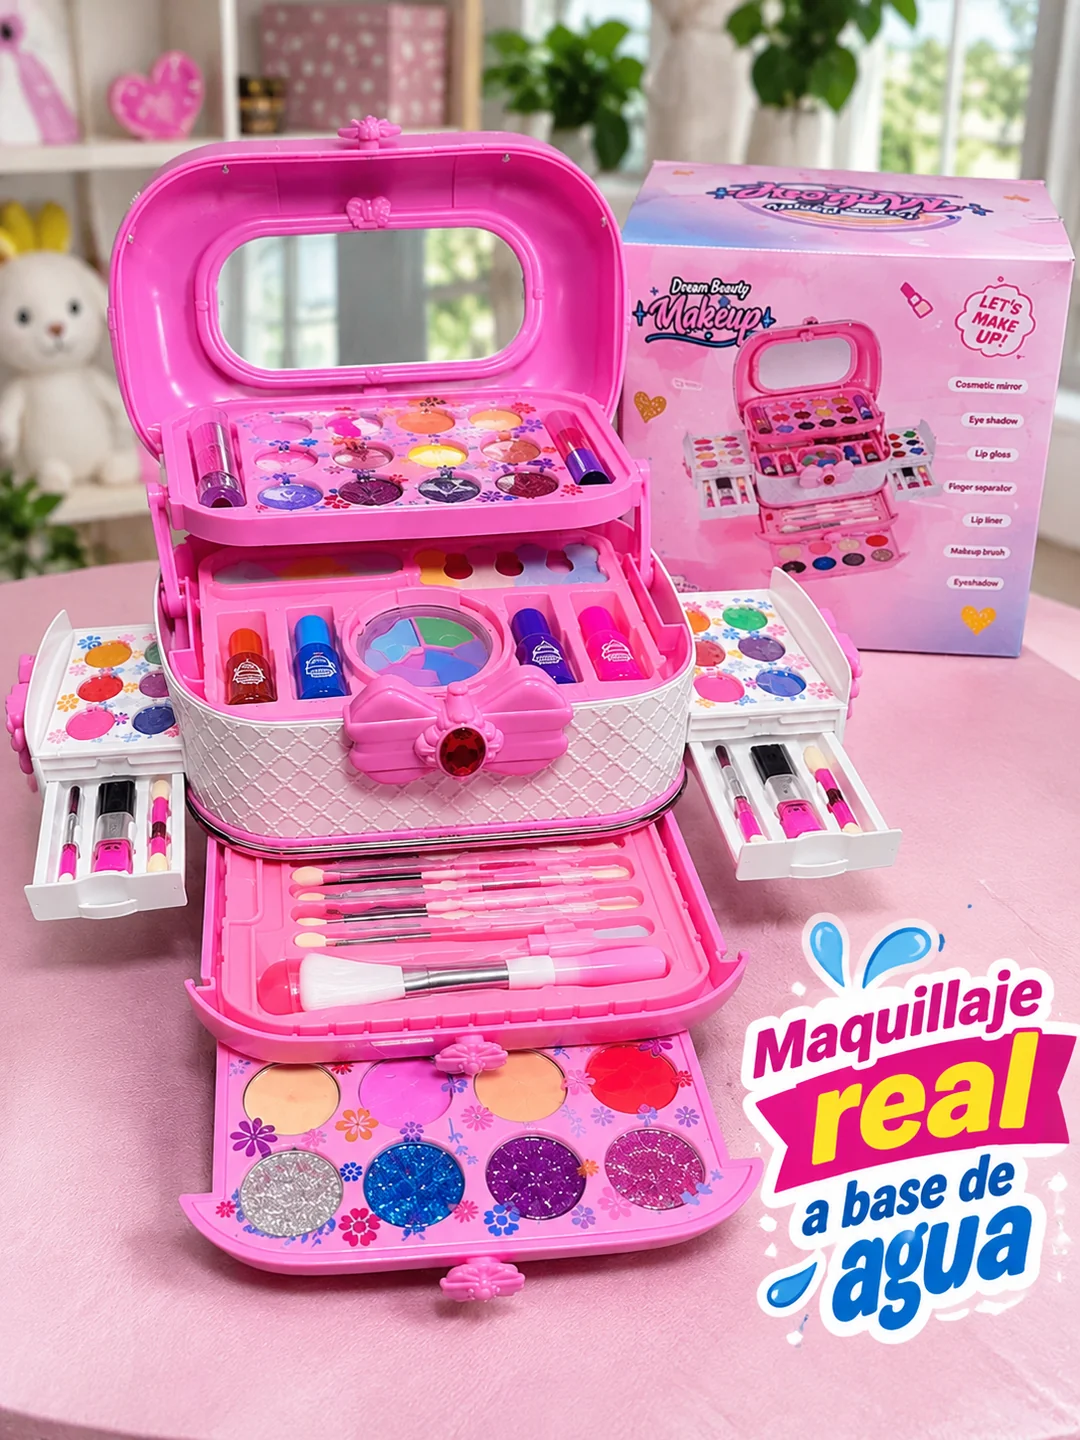 Dream Beauty
Makeup
LET'S
MAKE
UP!
Cosmetic mirror
Eye shadow
Lip gloss
Finger separator
Lip liner
Makeup brush
Eyeshadow
Maquillaje
real
a base de
agua